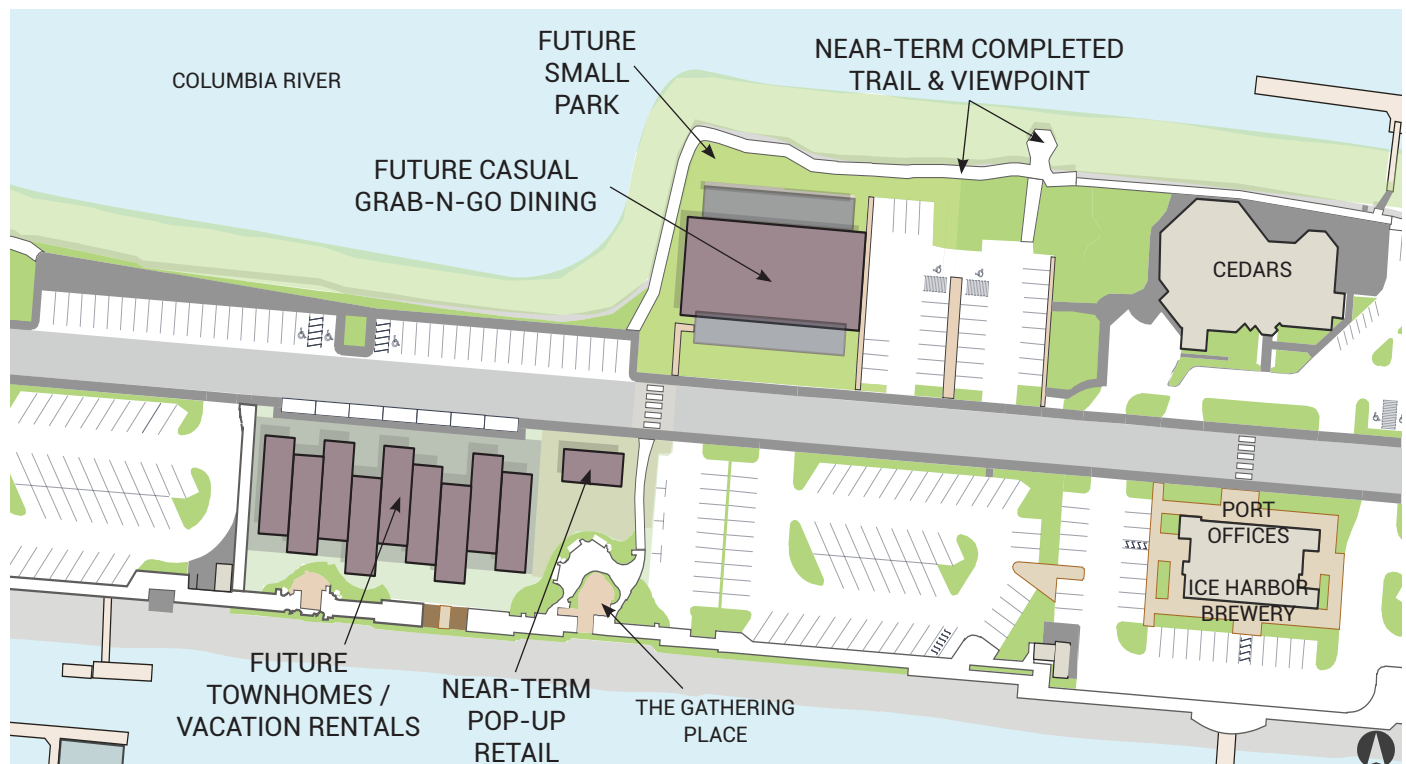 COLUMBIA RIVER
FUTURE
SMALL
PARK
NEAR-TERM COMPLETED
TRAIL & VIEWPOINT
FUTURE CASUAL
GRAB-N-GO DINING
CEDARS
PORT
OFFICES
ICE HARBOR
BREWERY
FUTURE
TOWNHOMES /
VACATION RENTALS
NEAR-TERM
POP-UP
RETAIL
THE GATHERING
PLACE